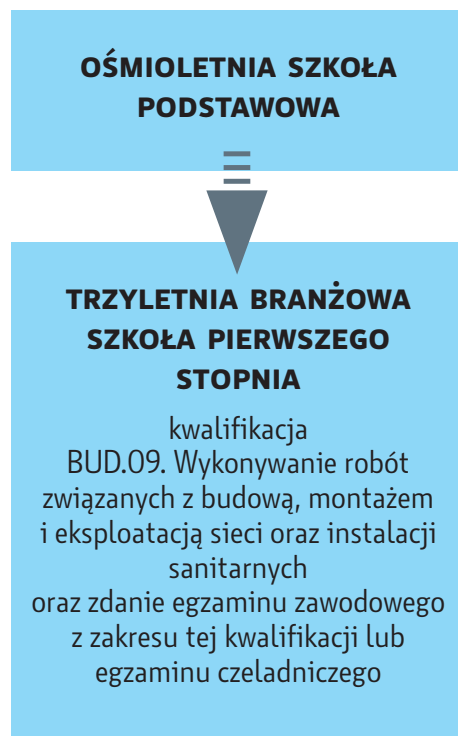 OŚMIOLETNIA SZKOŁA
PODSTAWOWA
TRZYLETNIA BRANŻOWA
SZKOŁA PIERWSZEGO
STOPNIA
kwalifikacja
BUD.09. Wykonywanie robót
związanych z budową, montażem
i eksploatacją sieci oraz instalacji
sanitarnych
oraz zdanie egzaminu zawodowego
z zakresu tej kwalifikacji lub
egzaminu czeladniczego